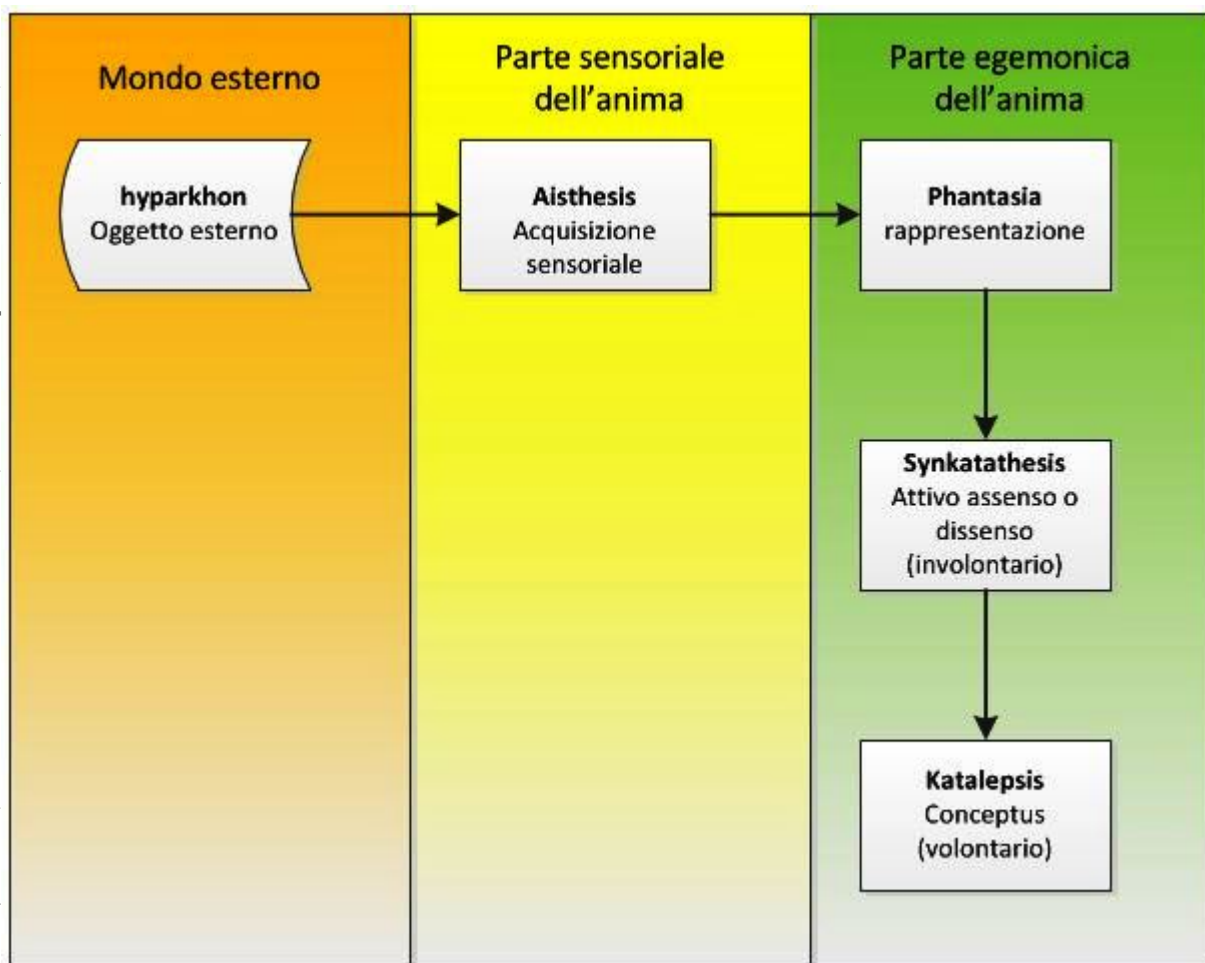 Mondo esterno
Parte sensoriale
dell'anima
Parte egemonica
dell'anima
hyparkhon
Oggetto esterno
Aisthesis
Acquisizione
sensoriale
Phantasia
rappresentazione
Synkatathesis
Attivo assenso o
dissenso
(involontario)
Katalepsis
Conceptus
(volontario)